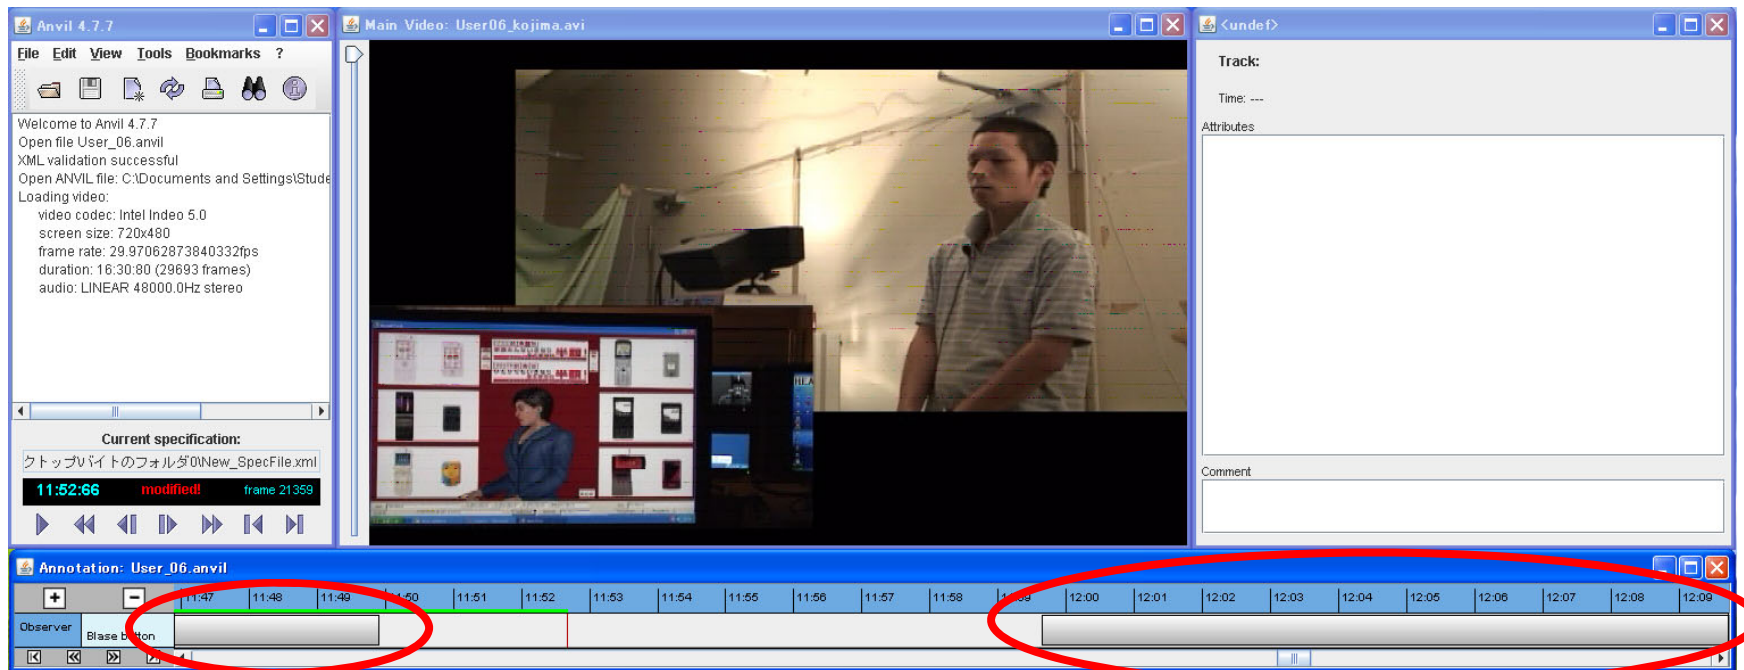 Anvil 4.7.7
File Edit View Tools Bookmarks ?
Welcome to Anvil 4.7.7
Open file User_06.anvil
XML validation successful
Open ANVIL file: C:\Documents and Settings\Stude
Loading video:
video codec: Intel Indeo 5.0
screen size: 720x480
frame rate: 29.97062873840332fps
duration: 16:30:80 (29693 frames)
audio: LINEAR 48000.0Hz stereo
Current specification:
クトップバイトのフォルダ0\New_SpecFile.xml
11:52:66 modified! frame 21359
Main Video: User06_kojima.avi
<undef>
Track:
Time: ---
Attributes
Comment
Annotation: User_06.anvil
11:47 11:48 11:49 11:50 11:51 11:52 11:53 11:54 11:55 11:56 11:57 11:58 11:59 12:00 12:01 12:02 12:03 12:04 12:05 12:06 12:07 12:08 12:09
Observer Blase button